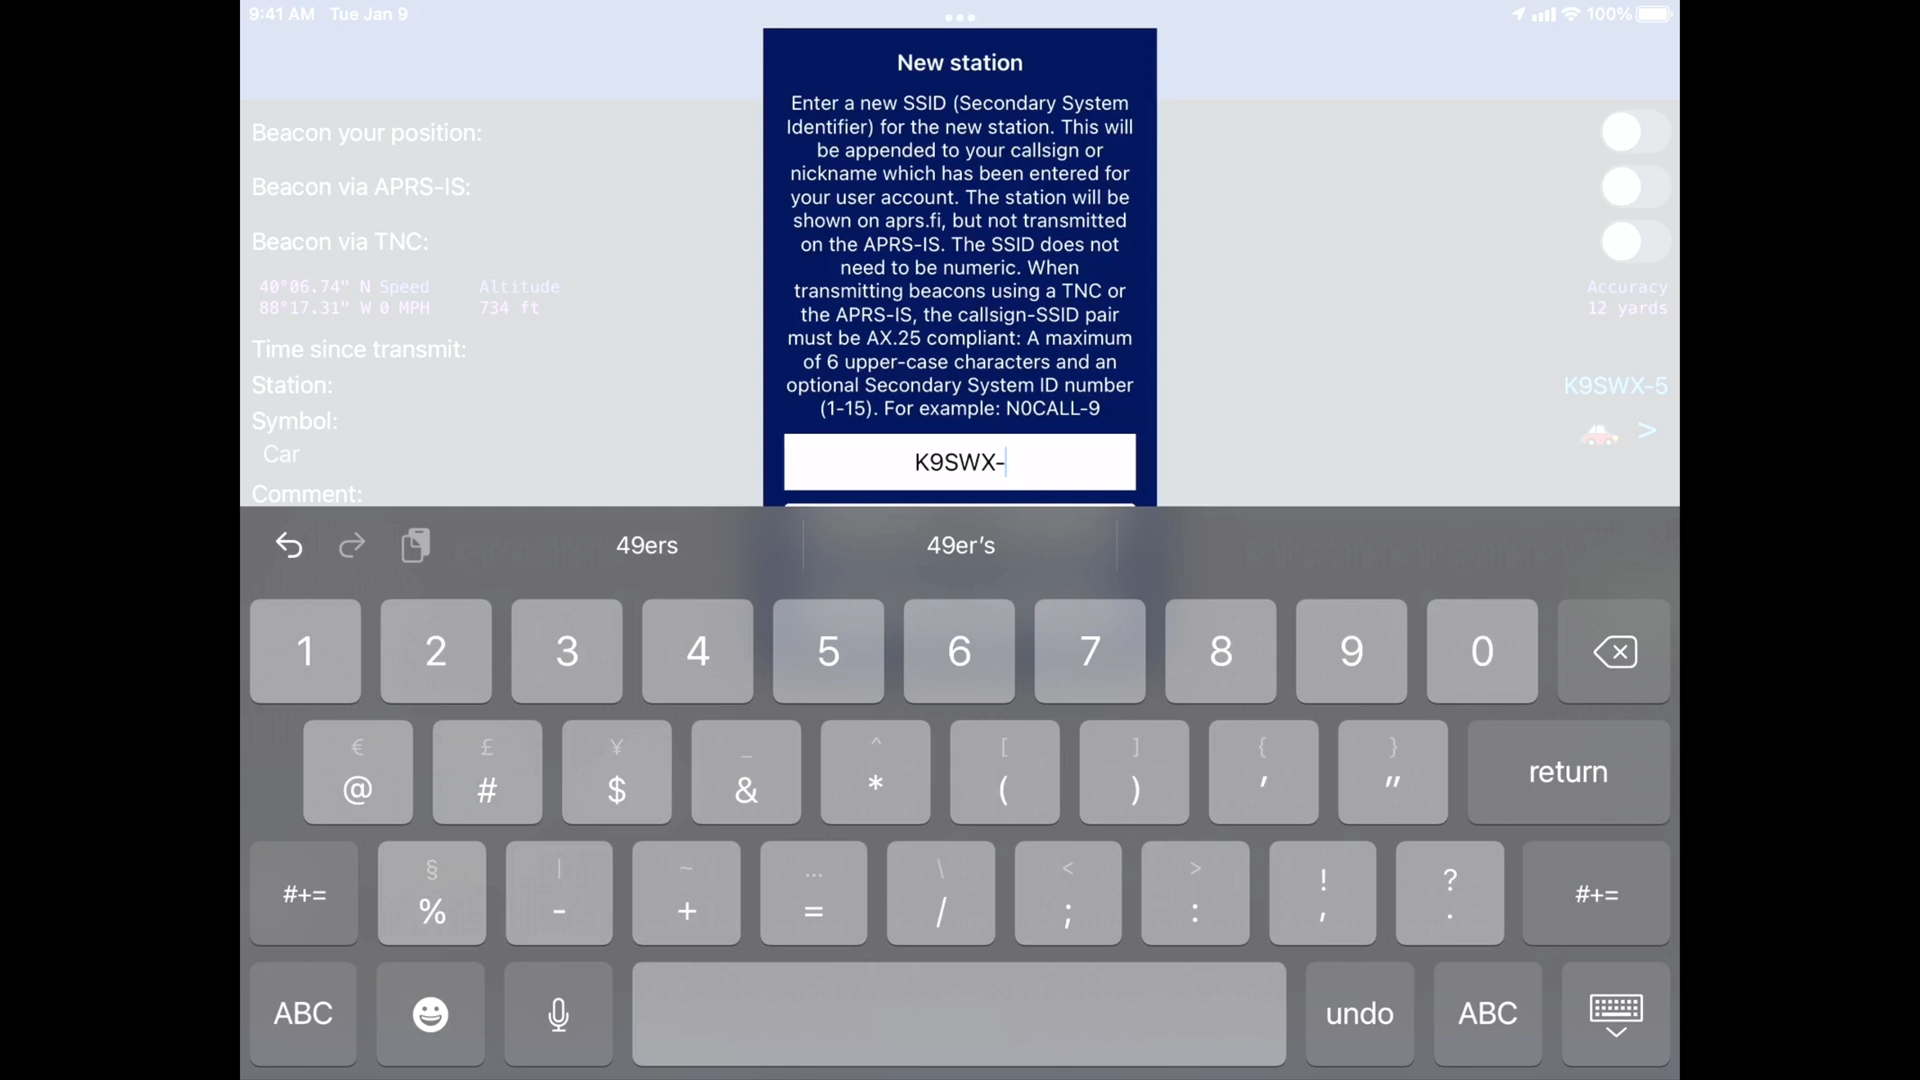 9:41 AM Tue Jan 9
100%
New station
Enter a new SSID (Secondary System
Identifier) for the new station. This will
be appended to your callsign or
nickname which has been entered for
your user account. The station will be
shown on aprs.fi, but not transmitted
on the APRS-IS. The SSID does not
need to be numeric. When
transmitting beacons using a TNC or
the APRS-IS, the callsign-SSID pair
must be AX.25 compliant: A maximum
of 6 upper-case characters and an
optional Secondary System ID number
(1-15). For example: N0CALL-9
K9SWX-
Beacon your position:
Beacon via APRS-IS:
Beacon via TNC:
40°06.74" N Speed Altitude Accuracy
88°17.31" W 0 MPH 734 ft 12 yards
Time since transmit:
Station: K9SWX-5
Symbol: >
Car
Comment:
49ers 49er's
1 2 3 4 5 6 7 8 9 0
€ £ ¥ _ ^ [ ] { }
@ # $ & * ( ) ' " return
§ | ~ … \ < > ! ?
#+= % - + = / ; : , . #+=
ABC undo ABC